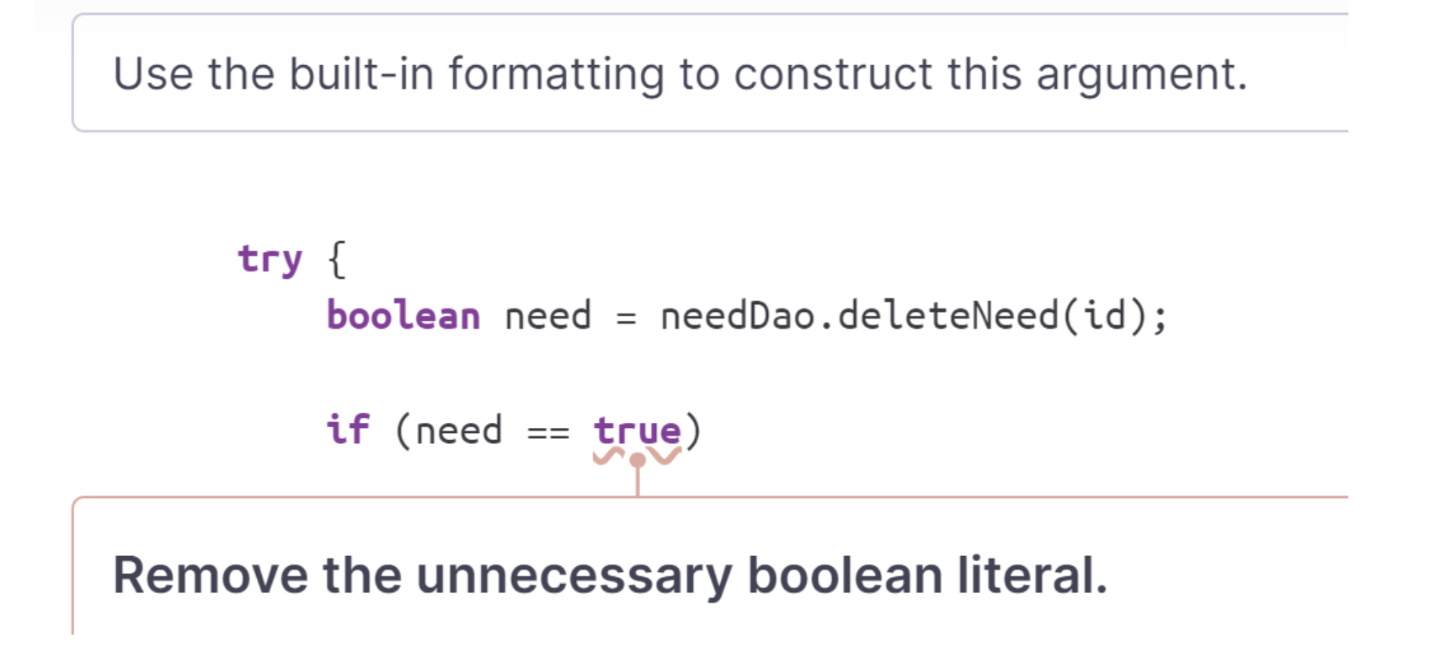 Use the built-in formatting to construct this argument.
try {
boolean need = needDao.deleteNeed(id);
if (need == true)
Remove the unnecessary boolean literal.